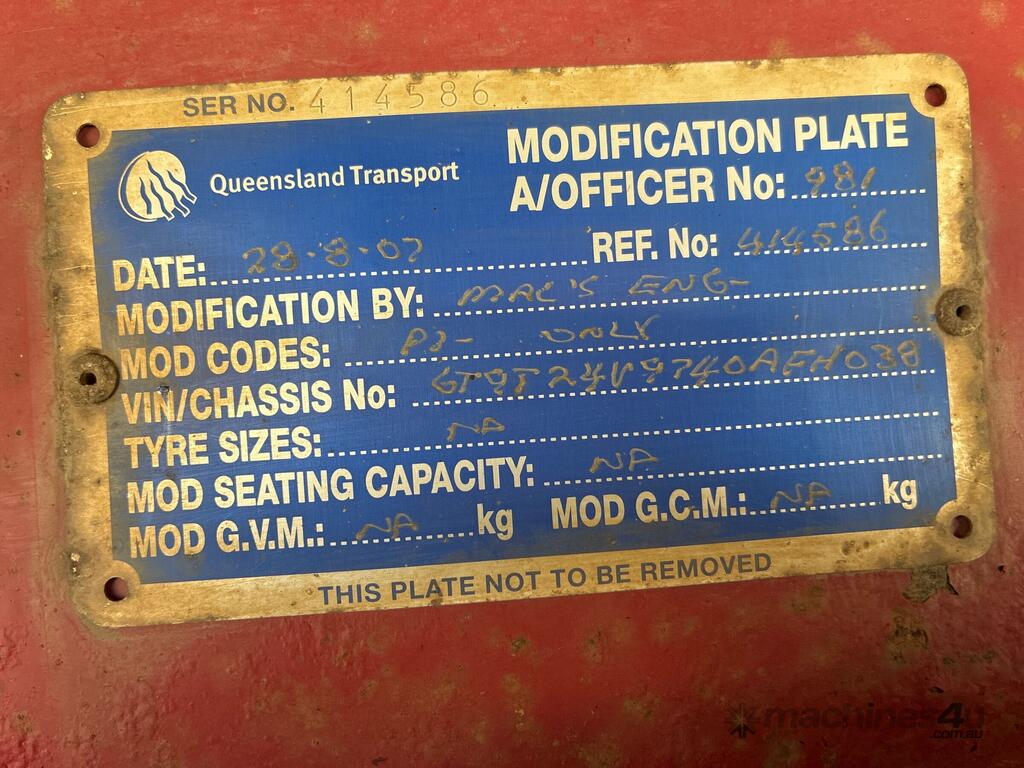 SER NO. 414586
Queensland Transport
MODIFICATION PLATE
A/OFFICER No: 981
DATE: 28.8.07 REF. No: 414586
MODIFICATION BY: MAC'S ENG-
MOD CODES: P2- ONLY
VIN/CHASSIS No: 6T9T24V9740AEH038
TYRE SIZES: NA
MOD SEATING CAPACITY: NA
MOD G.V.M.: NA kg MOD G.C.M.: NA kg
THIS PLATE NOT TO BE REMOVED
machines4u
.com.au